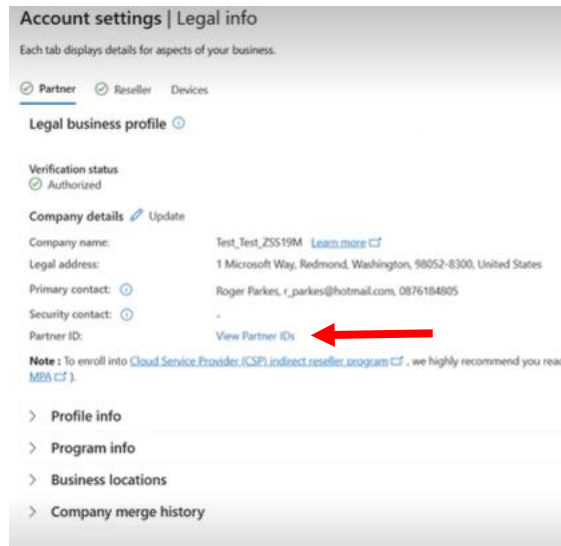 Account settings | Legal info
Each tab displays details for aspects of your business.
Partner Reseller Devices
Legal business profile
Verification status
Authorized
Company details Update
Company name: Test_Test_ZSS19M Learn more
Legal address: 1 Microsoft Way, Redmond, Washington, 98052-8300, United States
Primary contact: Roger Parkes, r_parkes@hotmail.com, 0876184805
Security contact: -
Partner ID: View Partner IDs
Note : To enroll into Cloud Service Provider (CSP) indirect reseller program , we highly recommend you rea
MPA ).
Profile info
Program info
Business locations
Company merge history